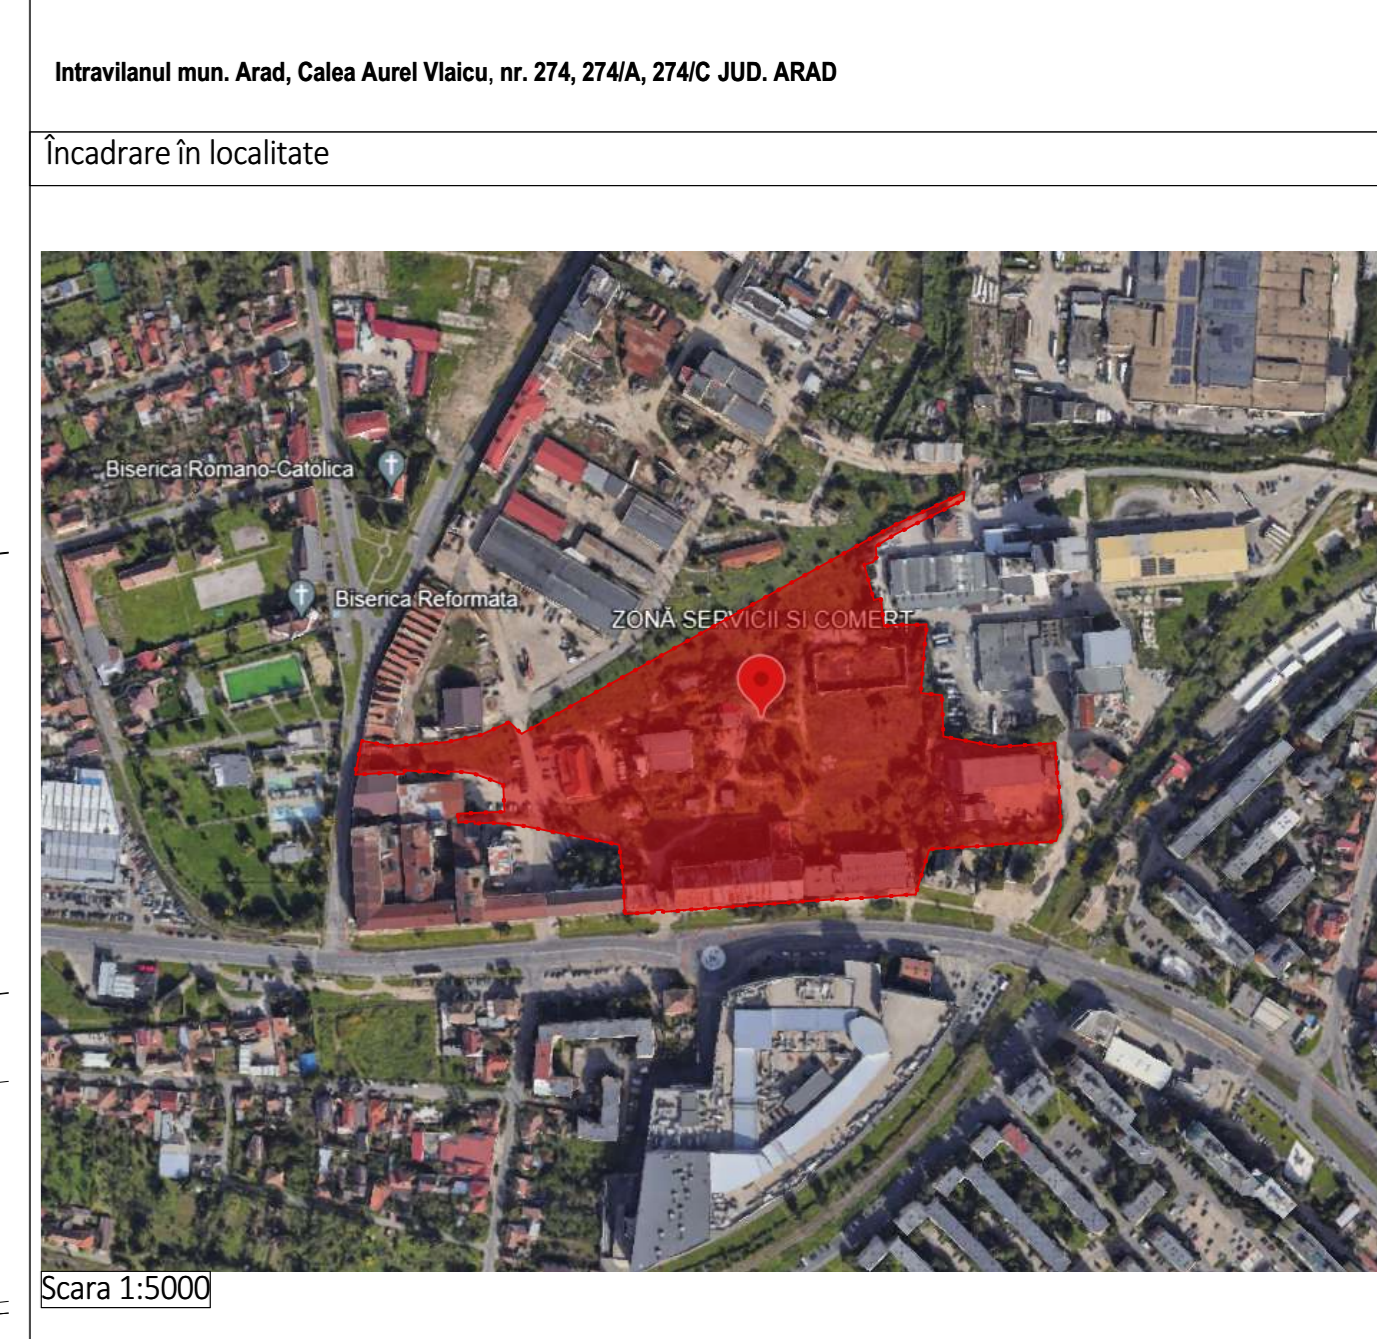 Intravilanul mun. Arad, Calea Aurel Vlaicu, nr. 274, 274/A, 274/C JUD. ARAD
Încadrare în localitate
Biserica Romano-Catolica
Biserica Reformata
ZONĂ SERVICII SI COMERT
Scara 1:5000